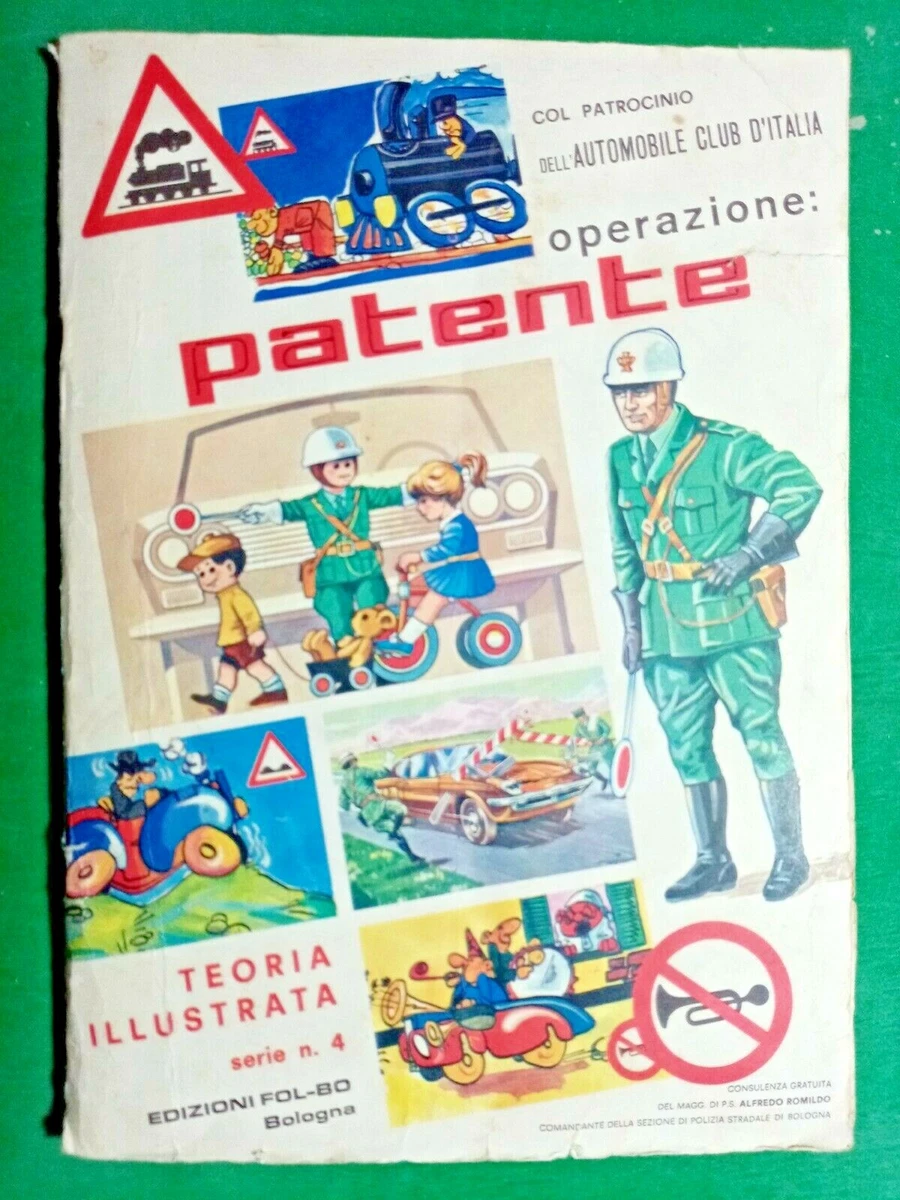 COL PATROCINIO
DELL'AUTOMOBILE CLUB D'ITALIA
operazione:
patente
TEORIA
ILLUSTRATA
serie n. 4
EDIZIONI FOL-BO
Bologna
CONSULENZA GRATUITA
DEL MAGG. DI P.S. ALFREDO ROMILDO
COMANDANTE DELLA SEZIONE DI POLIZIA STRADALE DI BOLOGNA